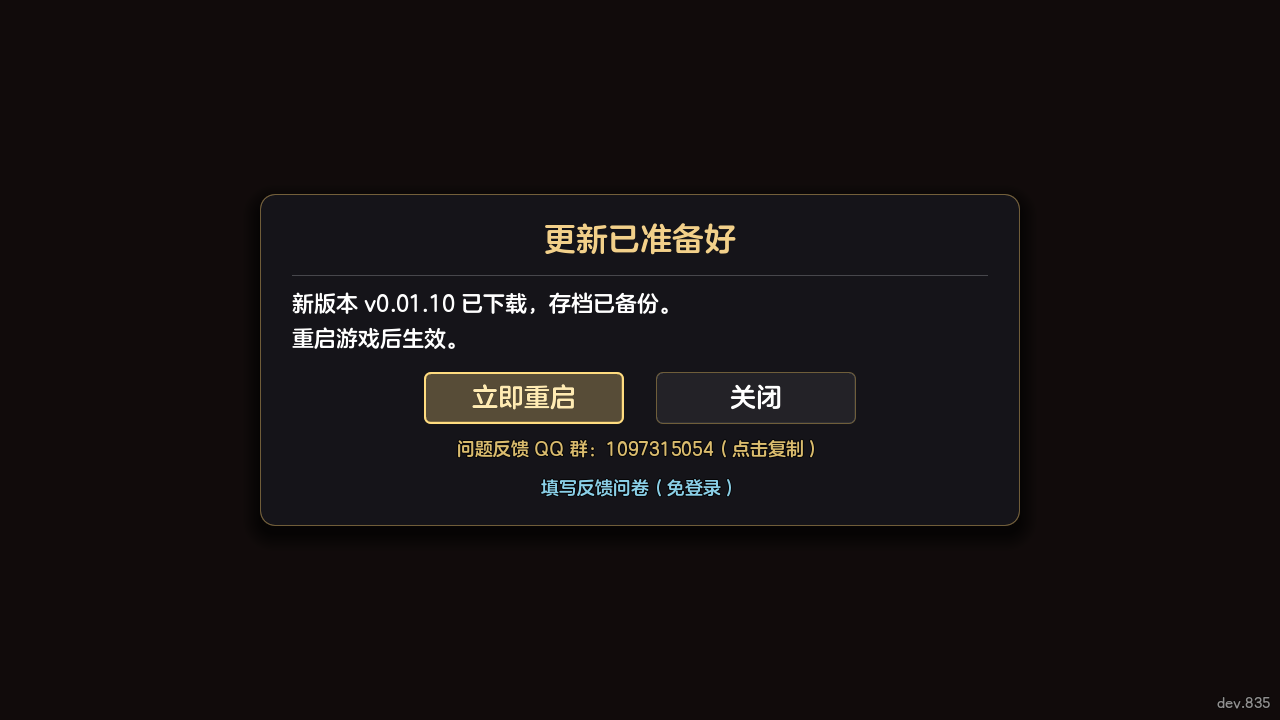 更新已准备好
新版本 v0.01.10 已下载，存档已备份。
重启游戏后生效。
立即重启
关闭
问题反馈 QQ 群：1097315054（点击复制）
填写反馈问卷（免登录）
dev.835